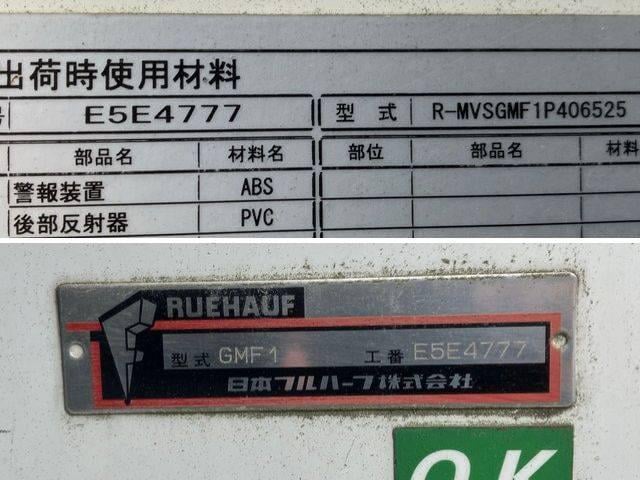 出荷時使用材料
号 E5E4777 型式 R-MVSGMF1P406525
部品名 材料名 部位 部品名 材料
警報装置 ABS
後部反射器 PVC
RUEHAUF
型式 GMF1 工番 E5E4777
日本フルハーフ株式会社
OK